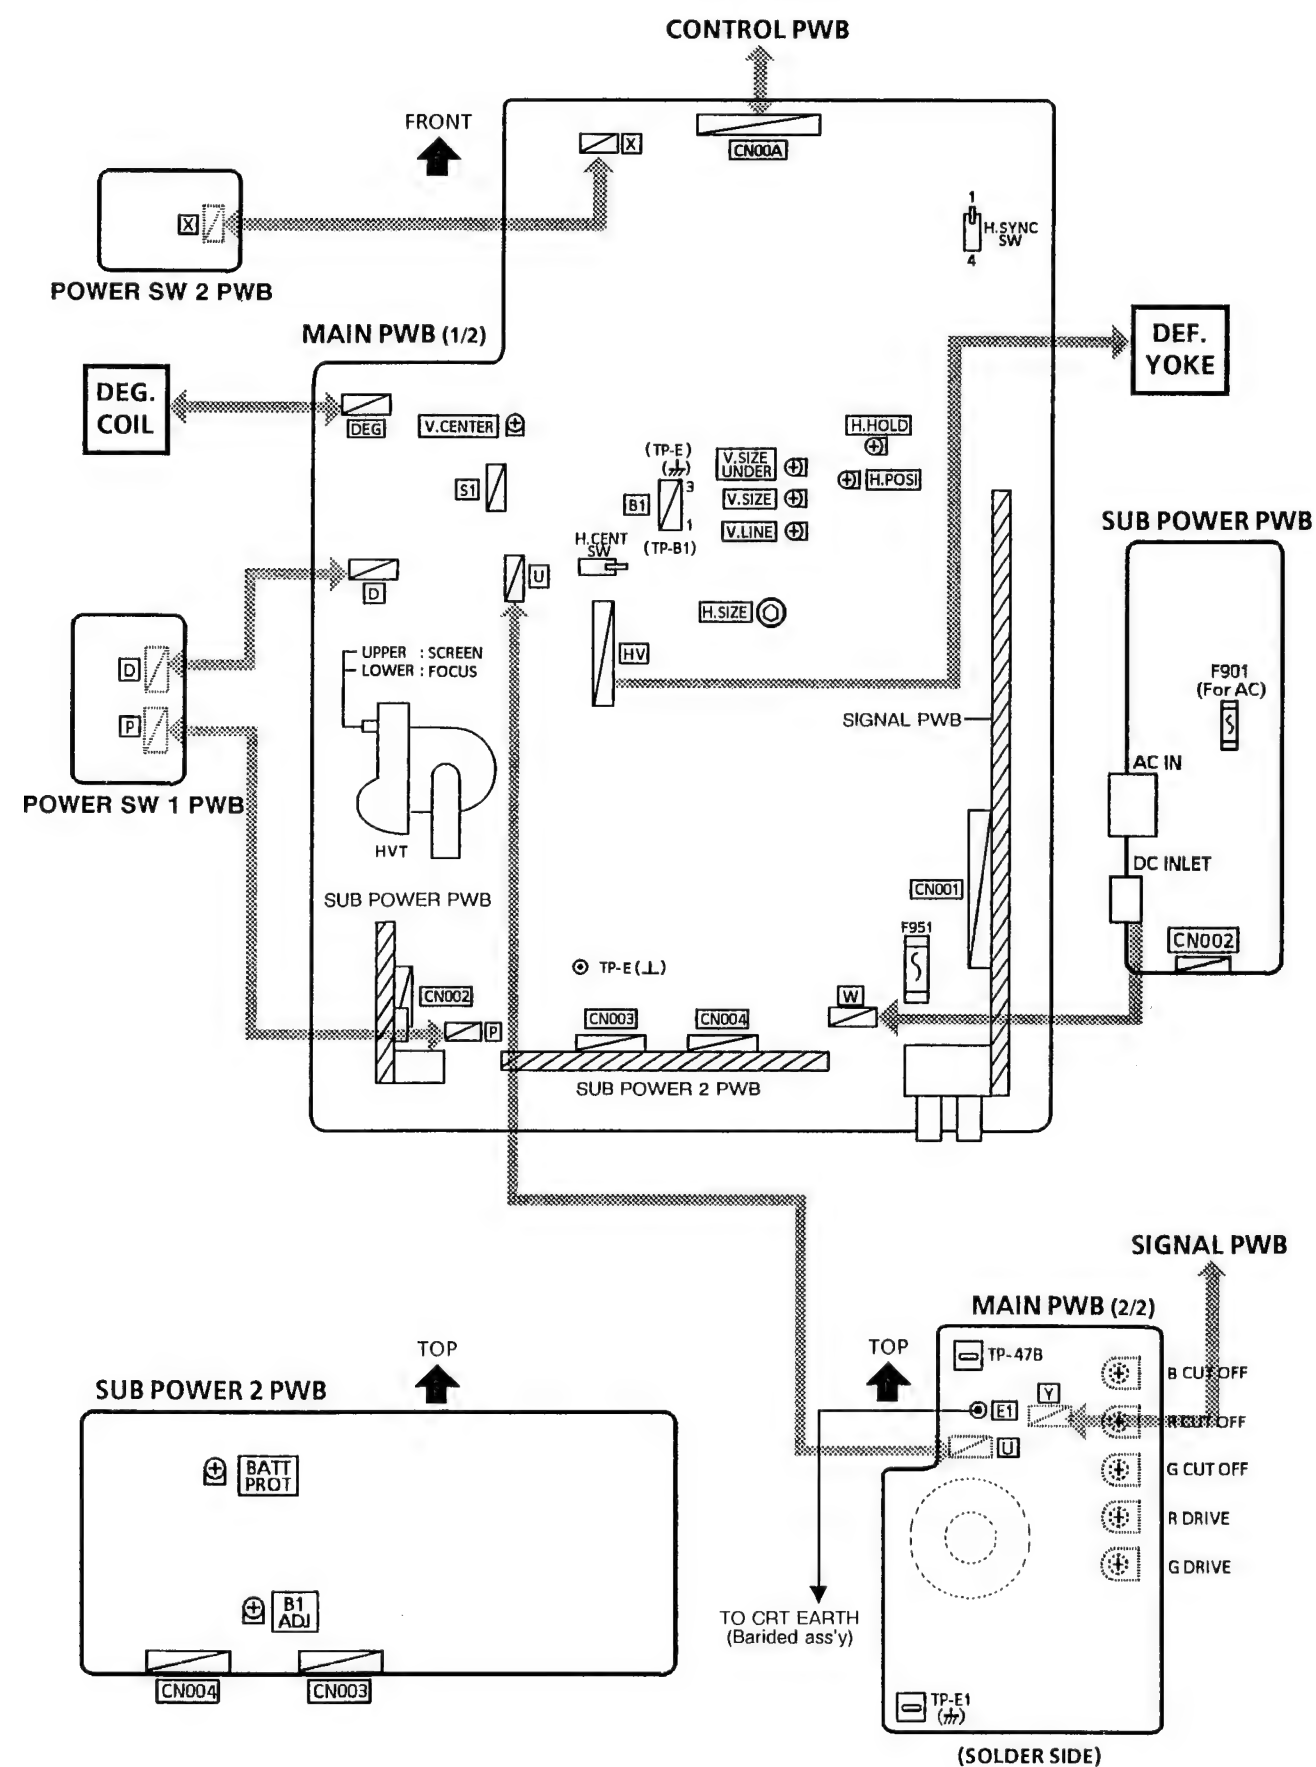 CONTROL PWB
FRONT
X
CN00A
X
1
H.SYNC
SW
4
POWER SW 2 PWB
MAIN PWB (1/2)
DEF.
YOKE
DEG.
COIL
DEG
V.CENTER
H.HOLD
(TP-E)
V.SIZE
UNDER
H.POSI
S1
3
B1
V.SIZE
1
V.LINE
(TP-B1)
H.CENT
SW
SUB POWER PWB
U
D
H.SIZE
HV
UPPER : SCREEN
LOWER : FOCUS
D
F901
(For AC)
P
SIGNAL PWB
AC IN
POWER SW 1 PWB
HVT
DC INLET
SUB POWER PWB
CN001
F951
CN002
TP-E (⊥)
CN002
W
CN003
CN004
P
SUB POWER 2 PWB
SIGNAL PWB
MAIN PWB (2/2)
TOP
TOP
TP-47B
B CUT OFF
SUB POWER 2 PWB
Y
E1
R CUT OFF
U
BATT
PROT
G CUT OFF
R DRIVE
G DRIVE
B1
ADJ
TO CRT EARTH
(Barided ass'y)
CN004
CN003
TP-E1
(SOLDER SIDE)